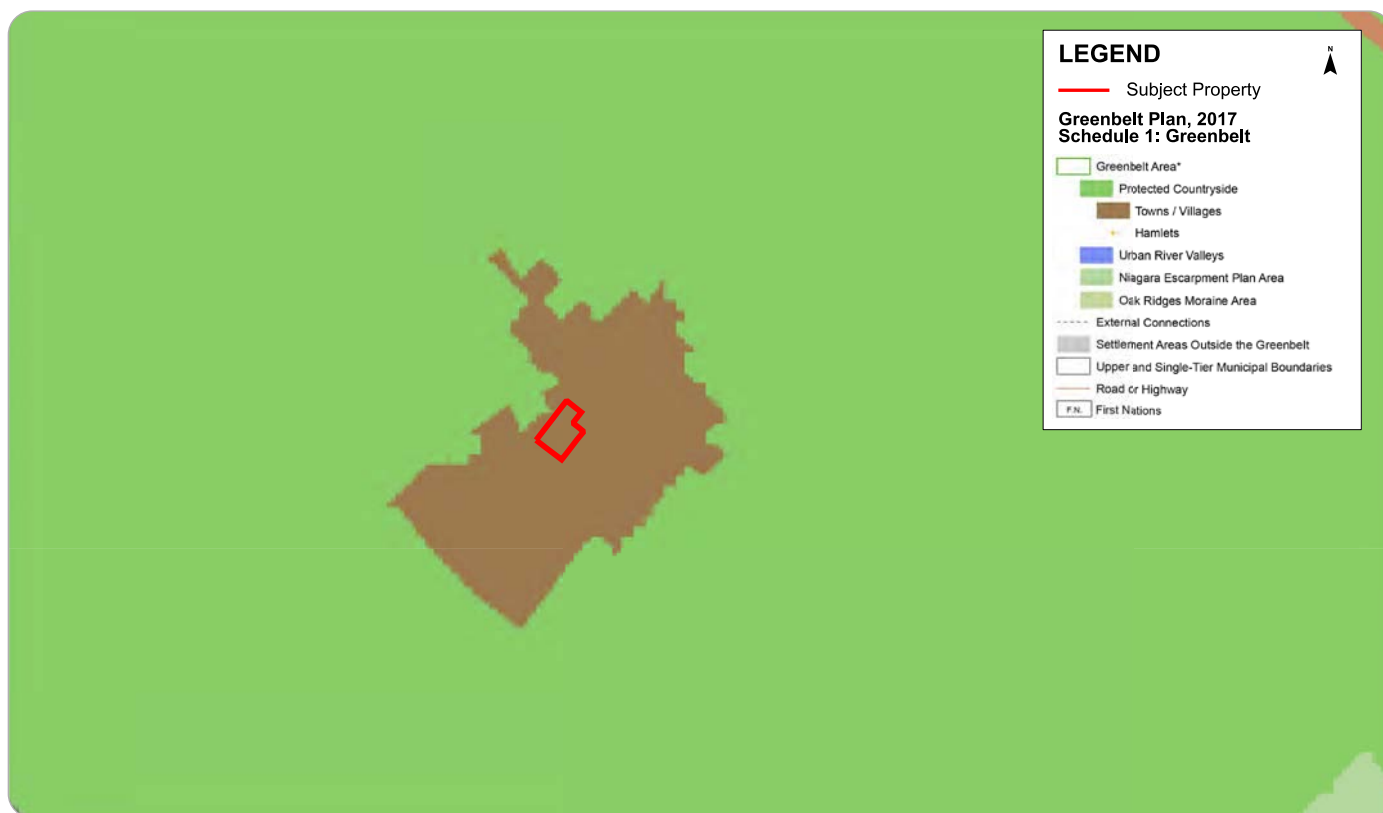 LEGEND
N
Subject Property
Greenbelt Plan, 2017
Schedule 1: Greenbelt
Greenbelt Area*
Protected Countryside
Towns / Villages
Hamlets
Urban River Valleys
Niagara Escarpment Plan Area
Oak Ridges Moraine Area
External Connections
Settlement Areas Outside the Greenbelt
Upper and Single-Tier Municipal Boundaries
Road or Highway
F.N. First Nations